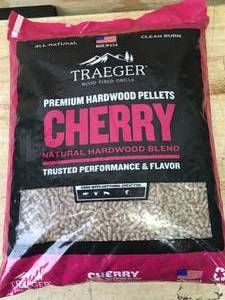 ALL-NATURAL MADE IN U.S.A. CLEAN BURN
TRAEGER
WOOD FIRED GRILLS
PREMIUM HARDWOOD PELLETS
CHERRY
NATURAL HARDWOOD BLEND
TRUSTED PERFORMANCE & FLAVOR
TRAEGER
CHERRY